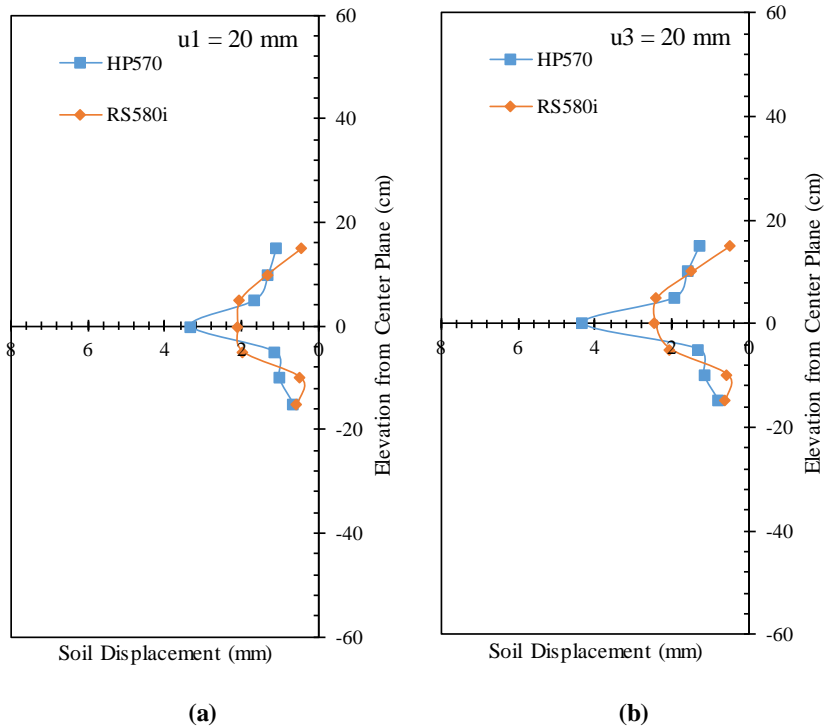 u1 = 20 mm
HP570
RS580i
60
40
20
0
-20
-40
-60
8 6 4 2 0
Elevation from Center Plane (cm)
Soil Displacement (mm)
(a)
u3 = 20 mm
HP570
RS580i
60
40
20
0
-20
-40
-60
8 6 4 2 0
Elevation from Center Plane (cm)
Soil Displacement (mm)
(b)